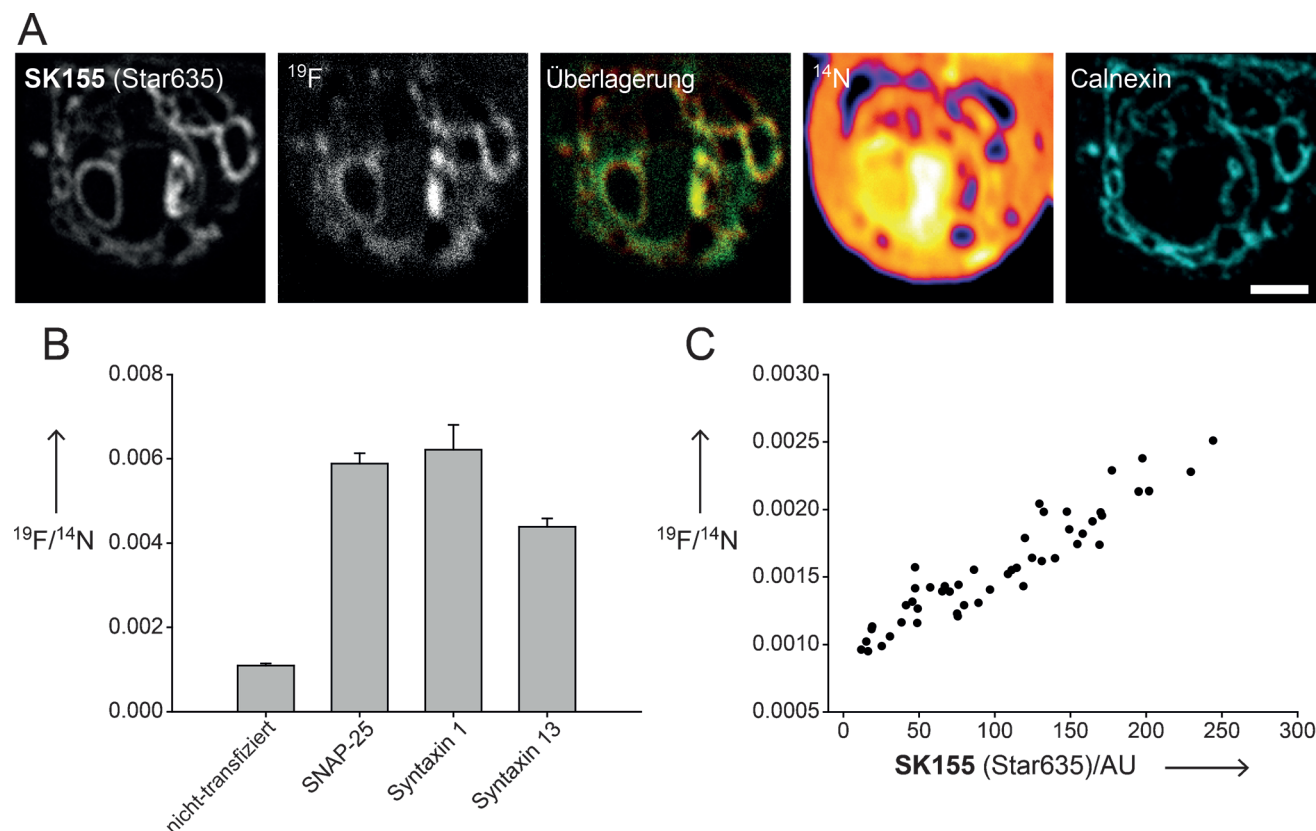 A
SK155 (Star635)
¹⁹F
Überlagerung
¹⁴N
Calnexin
B
0.008
0.006
0.004
0.002
0.000
¹⁹F/¹⁴N
nicht-transfiziert
SNAP-25
Syntaxin 1
Syntaxin 13
C
0.0030
0.0025
0.0020
0.0015
0.0010
0.0005
¹⁹F/¹⁴N
0 50 100 150 200 250 300
SK155 (Star635)/AU